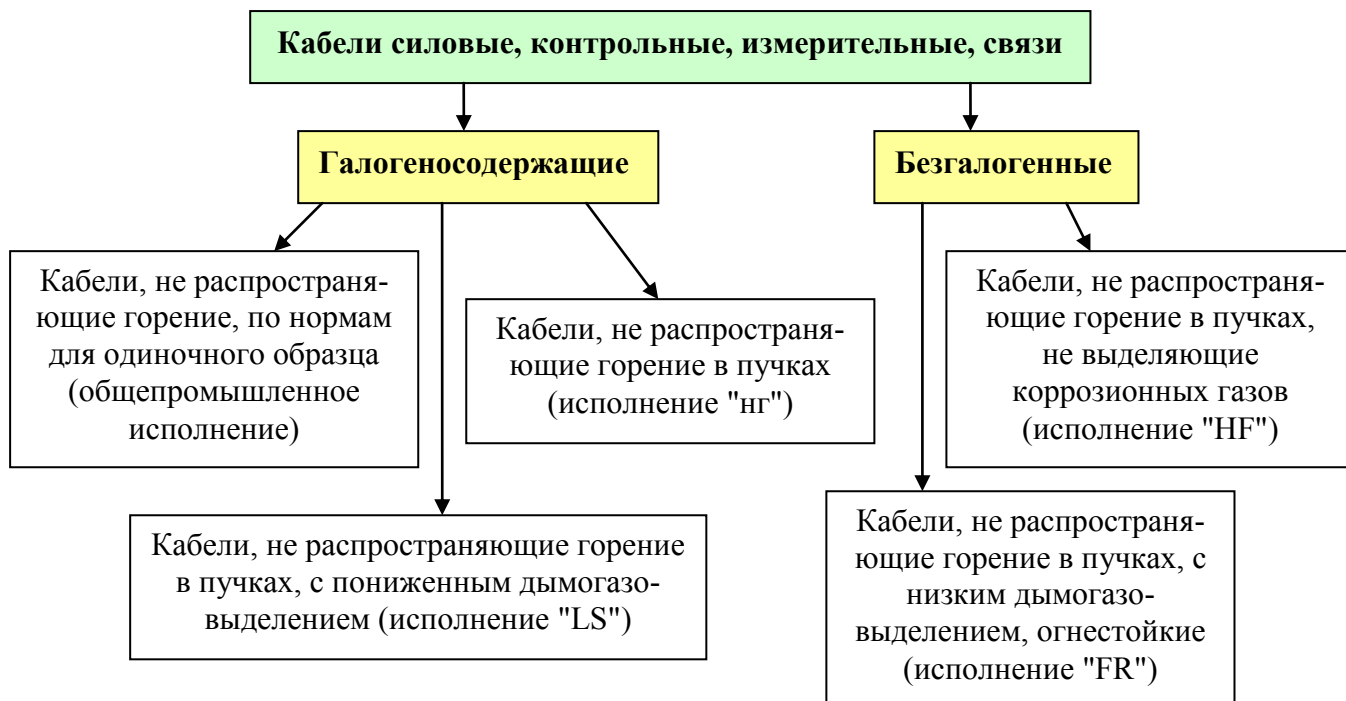 Кабели силовые, контрольные, измерительные, связи
Галогеносодержащие
Безгалогенные
Кабели, не распространя-
ющие горение, по нормам
для одиночного образца
(общепромышленное
исполнение)
Кабели, не распространя-
ющие горение в пучках
(исполнение "нг")
Кабели, не распространя-
ющие горение в пучках,
не выделяющие
коррозионных газов
(исполнение "HF")
Кабели, не распространяющие горение
в пучках, с пониженным дымогазо-
выделением (исполнение "LS")
Кабели, не распространя-
ющие горение в пучках, с
низким дымогазо-
выделением, огнестойкие
(исполнение "FR")